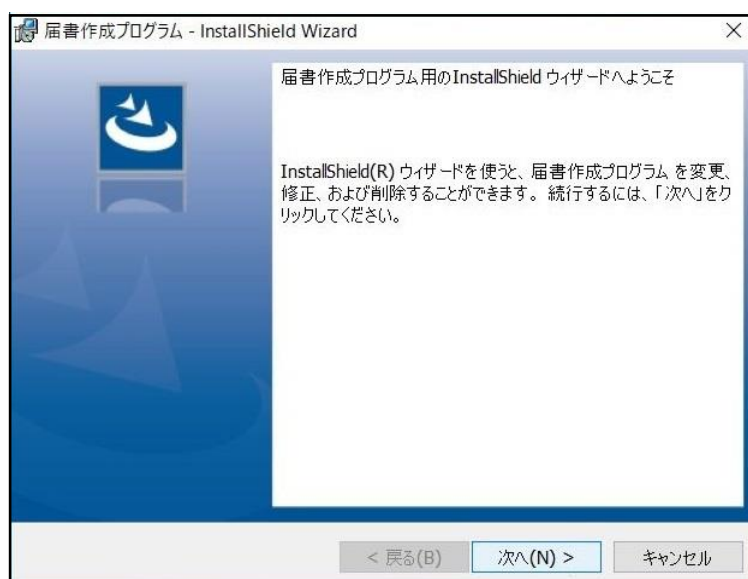 届書作成プログラム - InstallShield Wizard
届書作成プログラム用のInstallShield ウィザードへようこそ
InstallShield(R) ウィザードを使うと、届書作成プログラム を変更、
修正、および削除することができます。 続行するには、「次へ」をク
リックしてください。
< 戻る(B) 次へ(N) > キャンセル